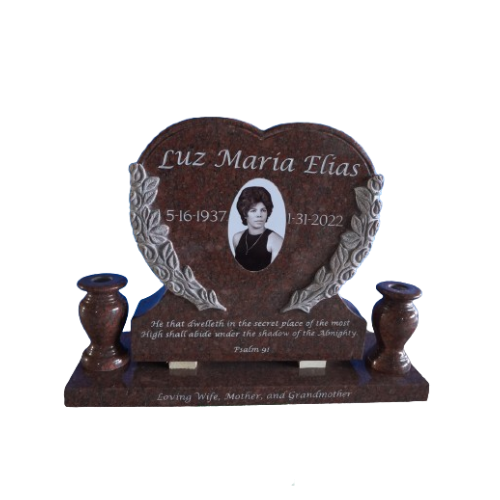 Luz Maria Elias
5-16-1937 1-31-2022
He that dwelleth in the secret place of the most
High shall abide under the shadow of the Almighty.
Psalm 91
Loving Wife, Mother, and Grandmother